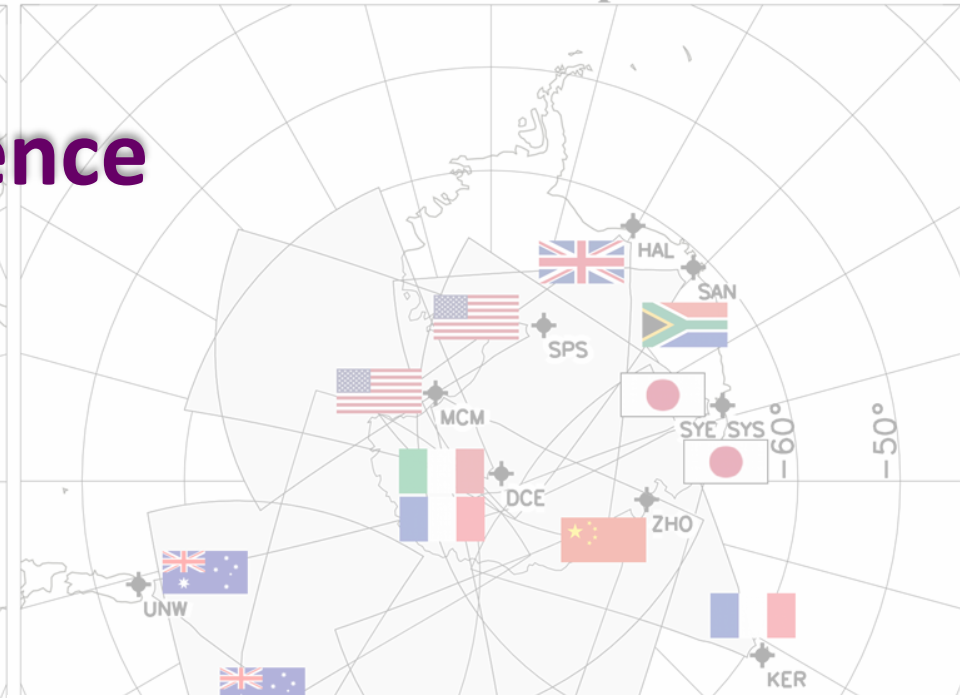 ence
HAL
SAN
SPS
MCM
SYE SYS
−60°
−50°
DCE
ZHO
UNW
KER